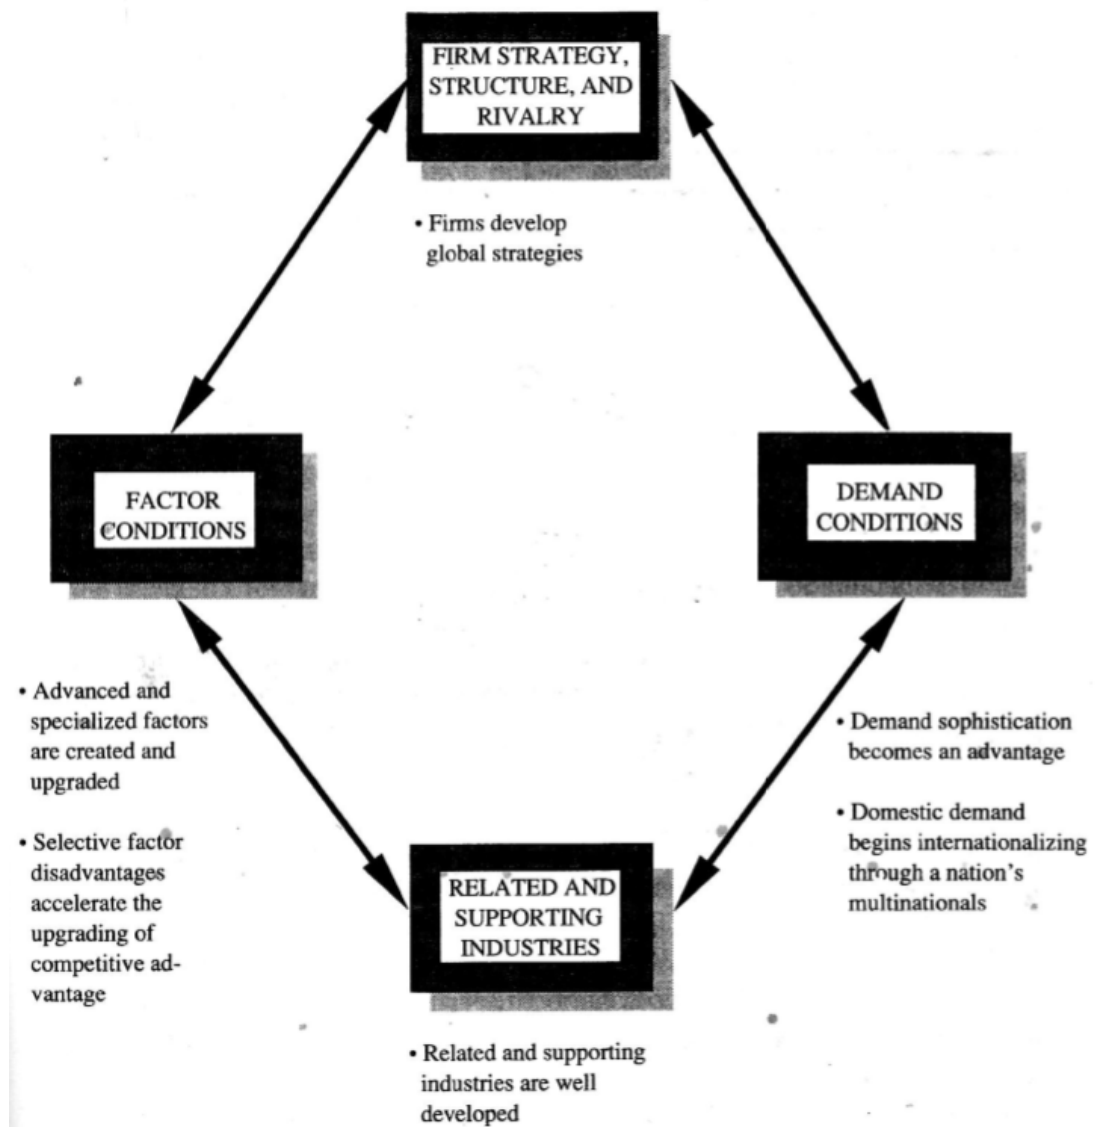 FIRM STRATEGY,
STRUCTURE, AND
RIVALRY
• Firms develop
global strategies
FACTOR
CONDITIONS
DEMAND
CONDITIONS
• Advanced and
specialized factors
are created and
upgraded
• Selective factor
disadvantages
accelerate the
upgrading of
competitive ad-
vantage
• Demand sophistication
becomes an advantage
• Domestic demand
begins internationalizing
through a nation's
multinationals
RELATED AND
SUPPORTING
INDUSTRIES
• Related and supporting
industries are well
developed